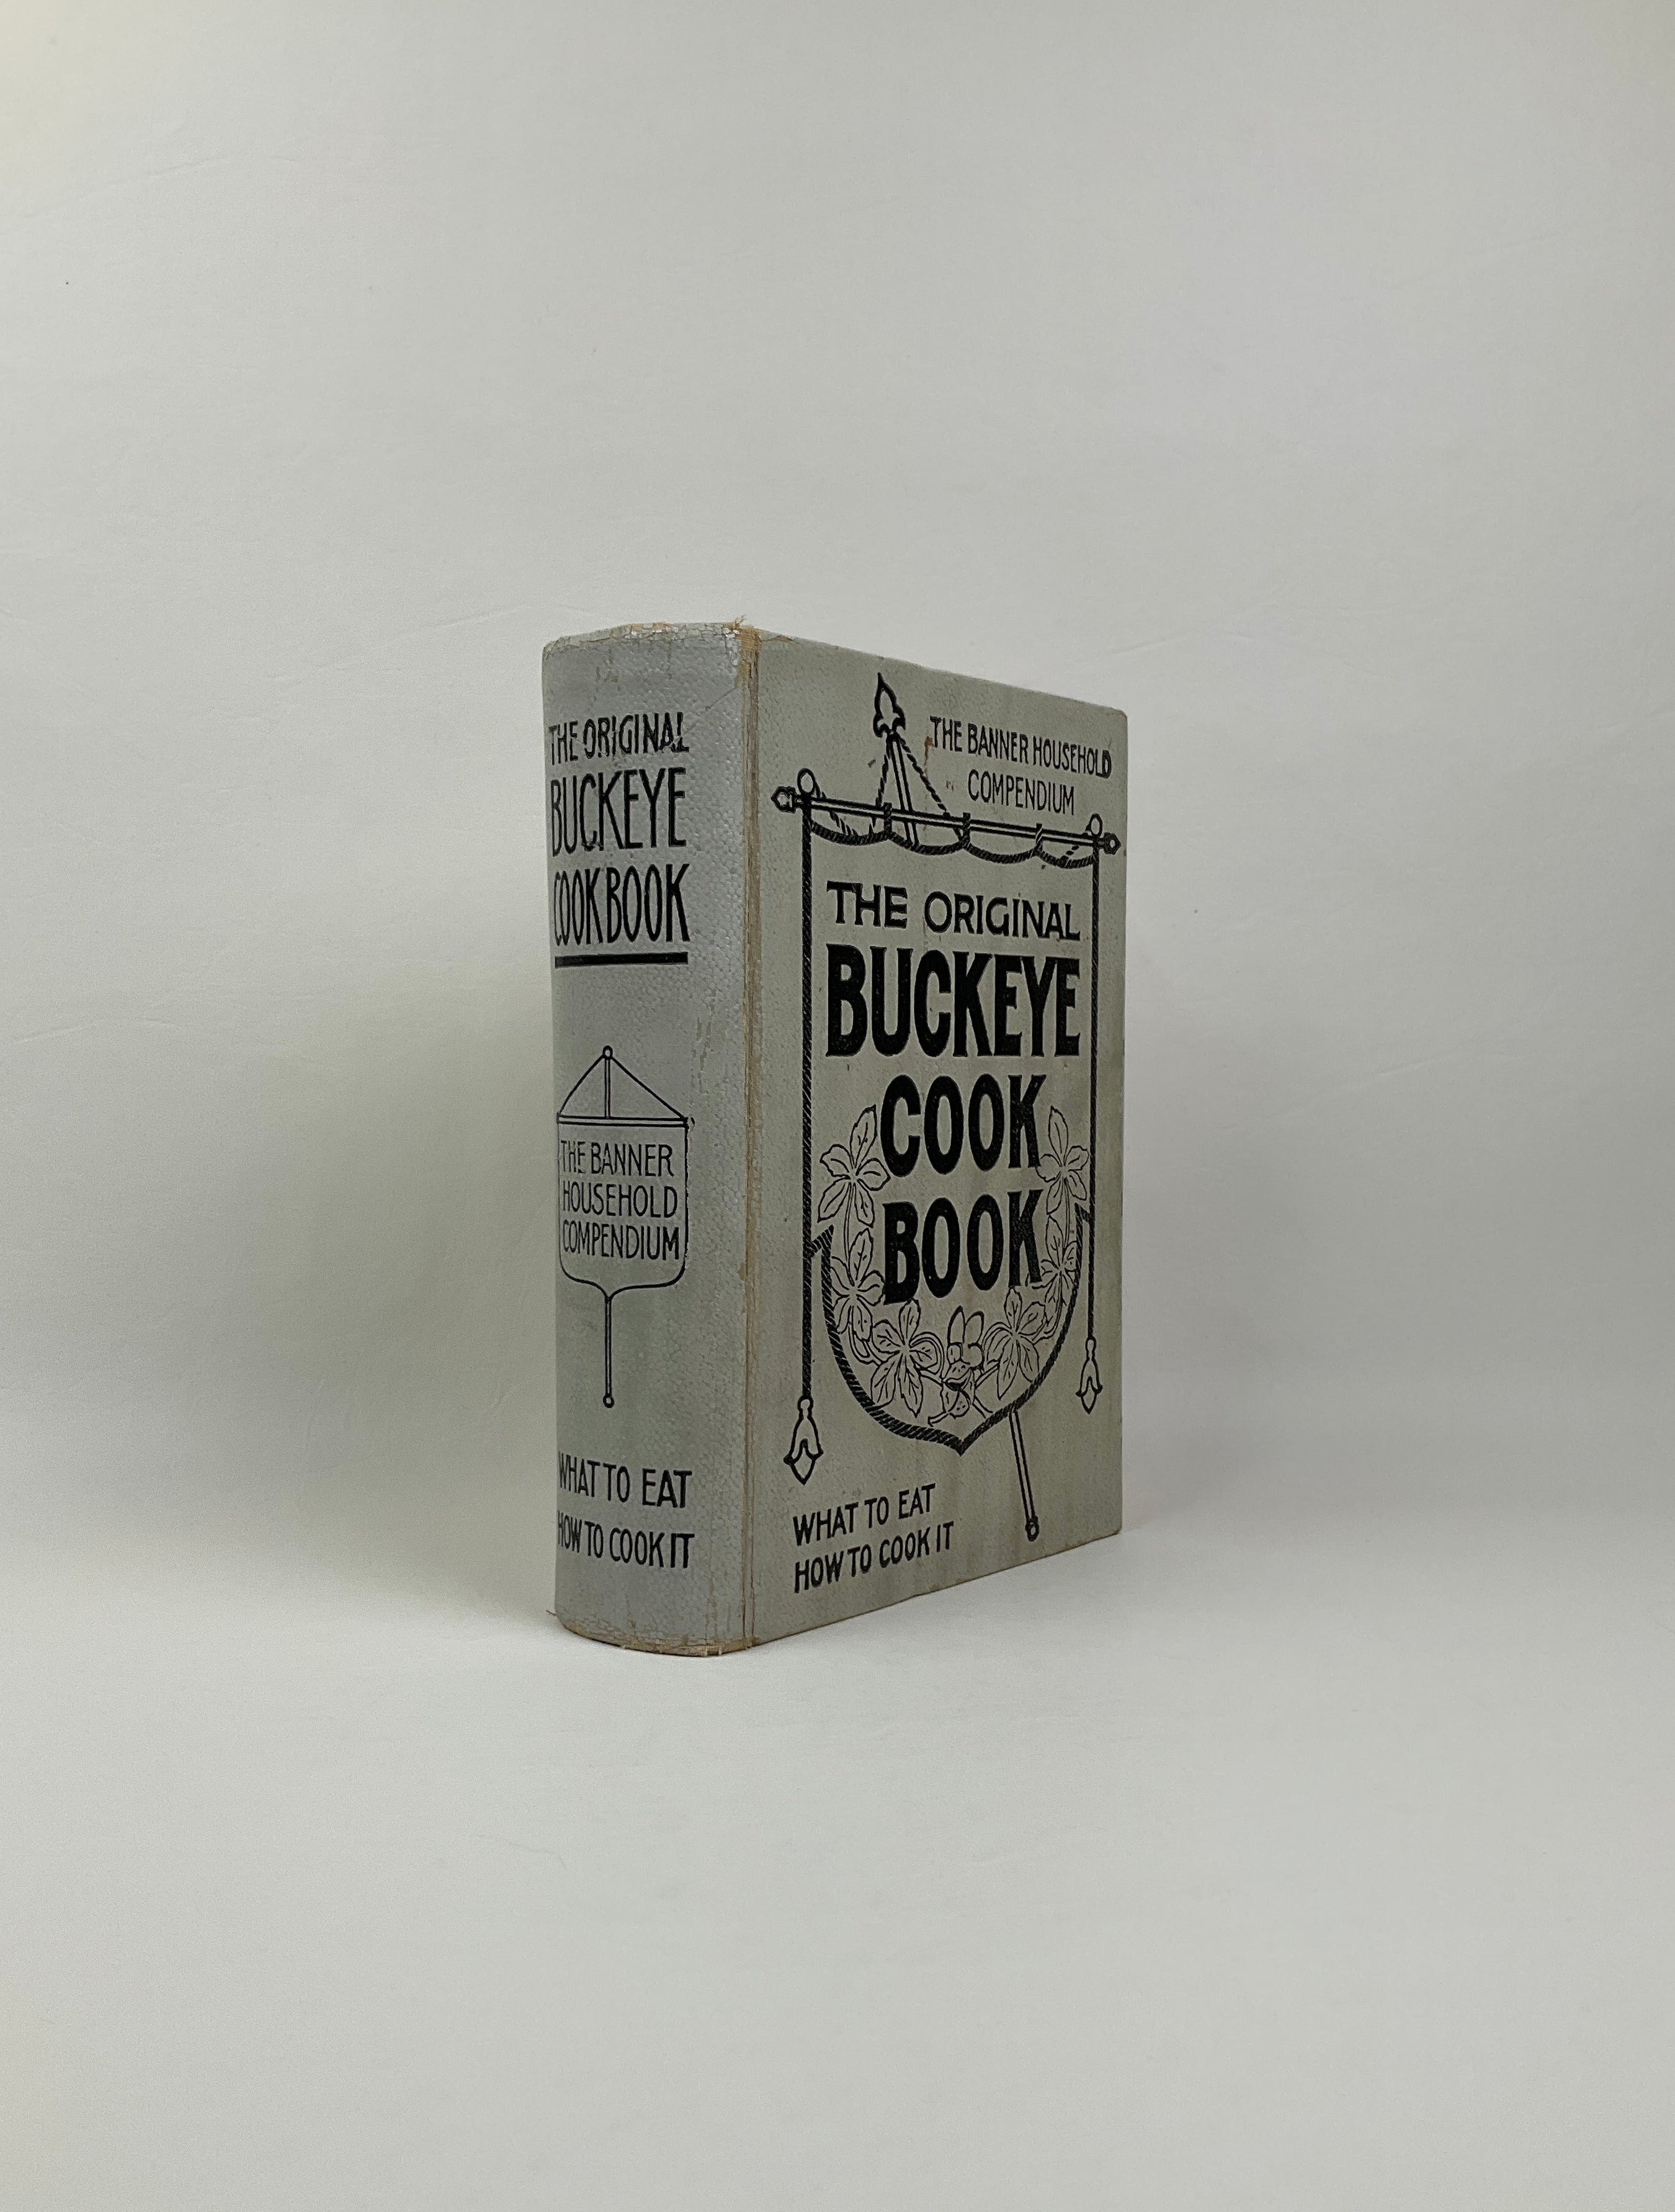 THE ORIGINAL
BUCKEYE
COOK BOOK
THE BANNER
HOUSEHOLD
COMPENDIUM
WHAT TO EAT
HOW TO COOK IT
THE BANNER HOUSEHOLD
COMPENDIUM
THE ORIGINAL
BUCKEYE
COOK
BOOK
WHAT TO EAT
HOW TO COOK IT